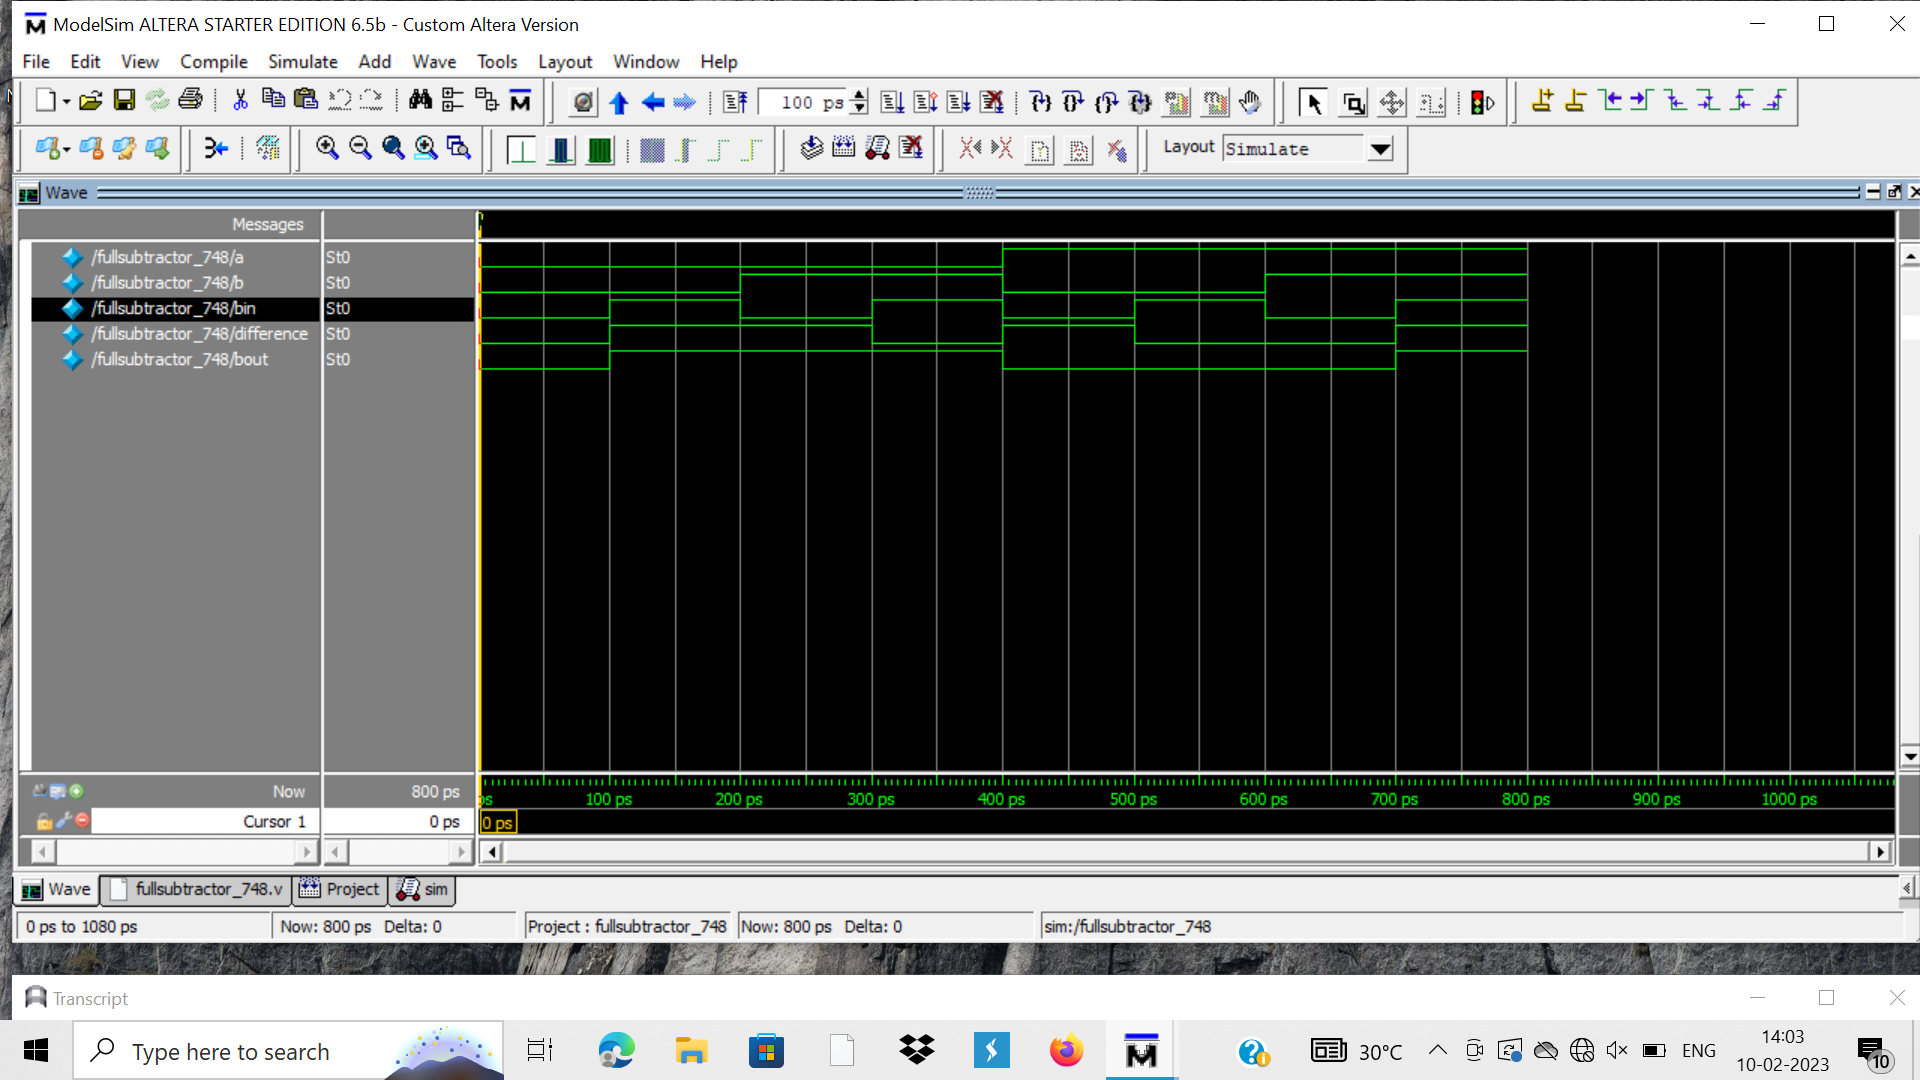 ModelSim ALTERA STARTER EDITION 6.5b - Custom Altera Version
File Edit View Compile Simulate Add Wave Tools Layout Window Help
100 ps
Layout Simulate
Wave
Messages
/fullsubtractor_748/a St0
/fullsubtractor_748/b St0
/fullsubtractor_748/bin St0
/fullsubtractor_748/difference St0
/fullsubtractor_748/bout St0
Now 800 ps
ps 100 ps 200 ps 300 ps 400 ps 500 ps 600 ps 700 ps 800 ps 900 ps 1000 ps
Cursor 1 0 ps 0 ps
Wave fullsubtractor_748.v Project sim
0 ps to 1080 ps Now: 800 ps Delta: 0 Project : fullsubtractor_748 Now: 800 ps Delta: 0 sim:/fullsubtractor_748
Transcript
Type here to search
30°C ENG
14:03
10-02-2023
10